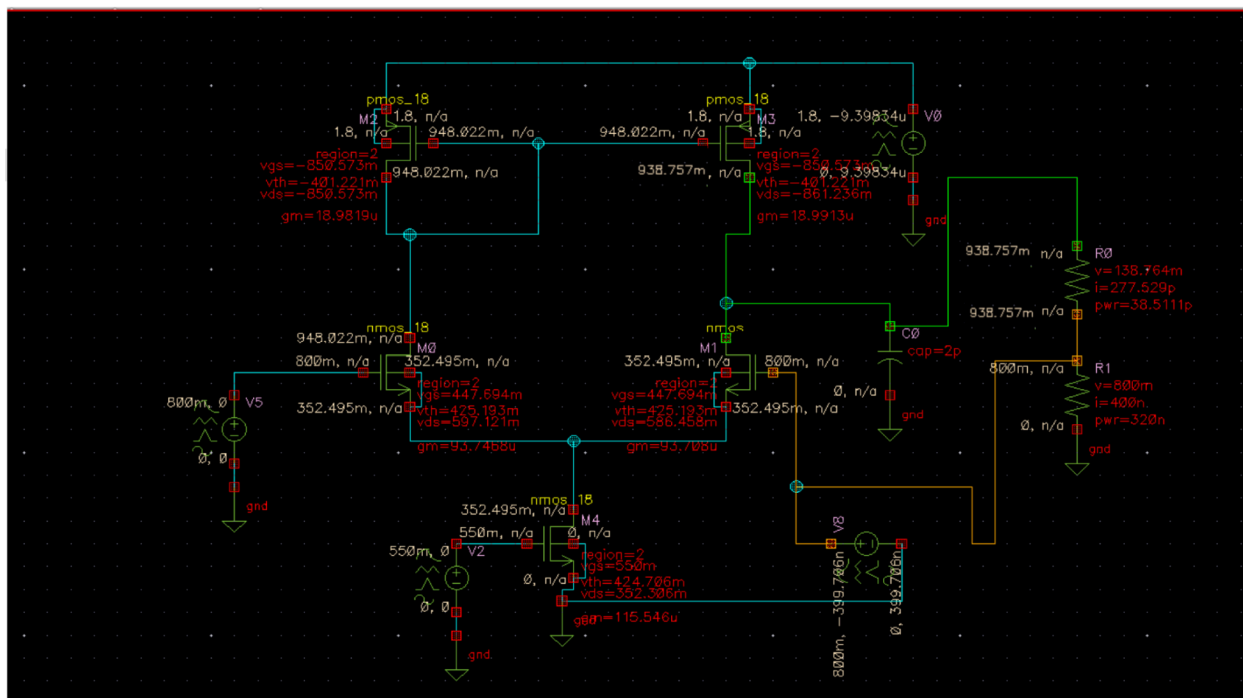 pmos_18
M2
1.8, n/a
1.8, n/a
948.022m, n/a
region=2
vgs=-850.573m
vth=-401.221m
vds=-850.573m
948.022m, n/a
gm=18.9819u
pmos_18
M3
1.8, n/a
1.8, n/a
948.022m, n/a
region=2
vth=-401.221m
vds=-861.236m
938.757m, n/a
gm=18.9913u
1.8, -9.39834u
V0
0, 9.39834u
gnd
938.757m n/a
R0
v=138.764m
i=277.529p
pwr=38.5111p
938.757m n/a
nmos_18
M0
948.022m, n/a
800m, n/a
352.495m, n/a
region=2
vgs=447.694m
vth=425.193m
vds=597.121m
352.495m, n/a
gm=93.7468u
nmos
M1
352.495m, n/a
800m, n/a
region=2
vgs=447.694m
vth=425.193m
vds=586.458m
352.495m, n/a
gm=93.708u
C0
cap=2p
0, n/a
gnd
800m, n/a
R1
v=800m
i=400n
pwr=320n
0, n/a
gnd
800m, 0
V5
0, 0
gnd
nmos_18
M4
352.495m, n/a
550m, n/a
0, n/a
region=2
vgs=550m
vth=424.706m
vds=352.306m
0, n/a
gm=115.546u
gnd
550m, 0
V2
0, 0
gnd
V8
800m, -399.706n
0, 399.706n